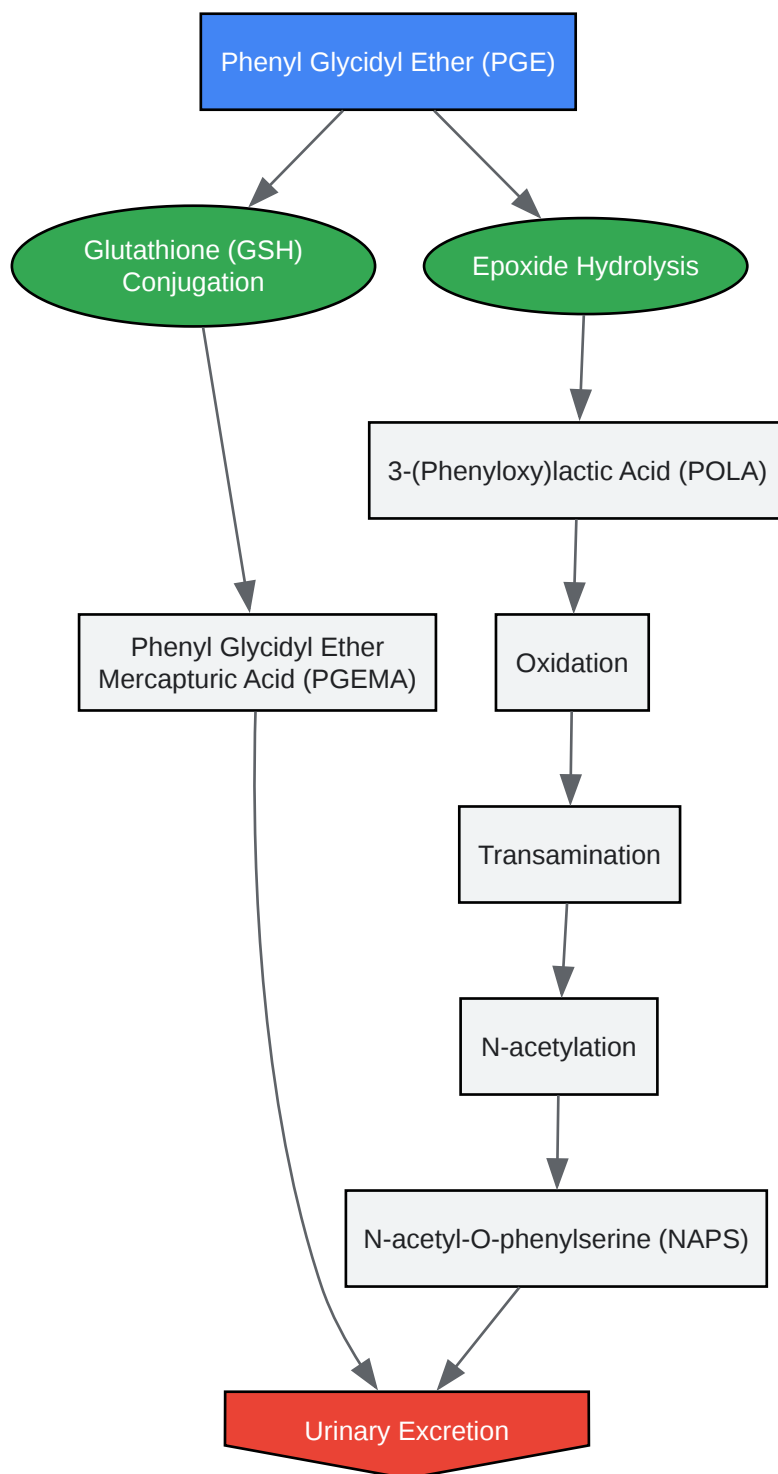 Phenyl Glycidyl Ether (PGE)
Glutathione (GSH)
Conjugation
Epoxide Hydrolysis
3-(Phenyloxy)lactic Acid (POLA)
Phenyl Glycidyl Ether
Mercapturic Acid (PGEMA)
Oxidation
Transamination
N-acetylation
N-acetyl-O-phenylserine (NAPS)
Urinary Excretion